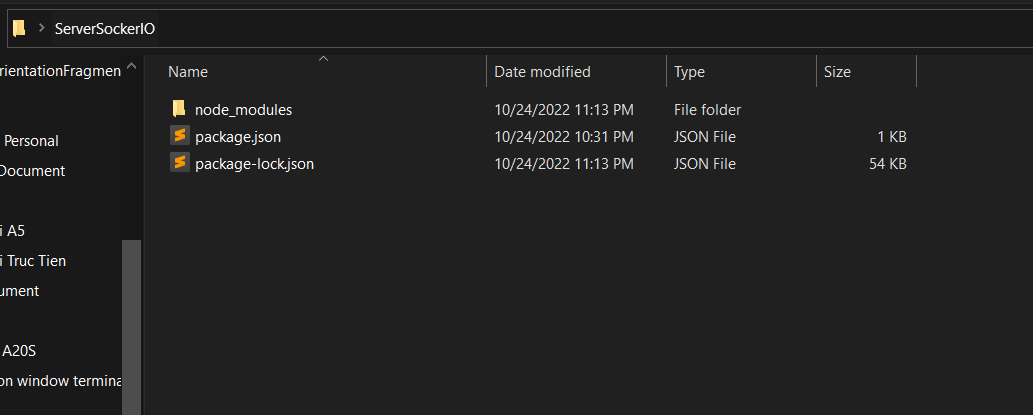 ServerSockerIO
rientationFragmen
Personal
Document
i A5
i Truc Tien
ument
A20S
on window termina
Name Date modified Type Size
node_modules 10/24/2022 11:13 PM File folder
package.json 10/24/2022 10:31 PM JSON File 1 KB
package-lock.json 10/24/2022 11:13 PM JSON File 54 KB